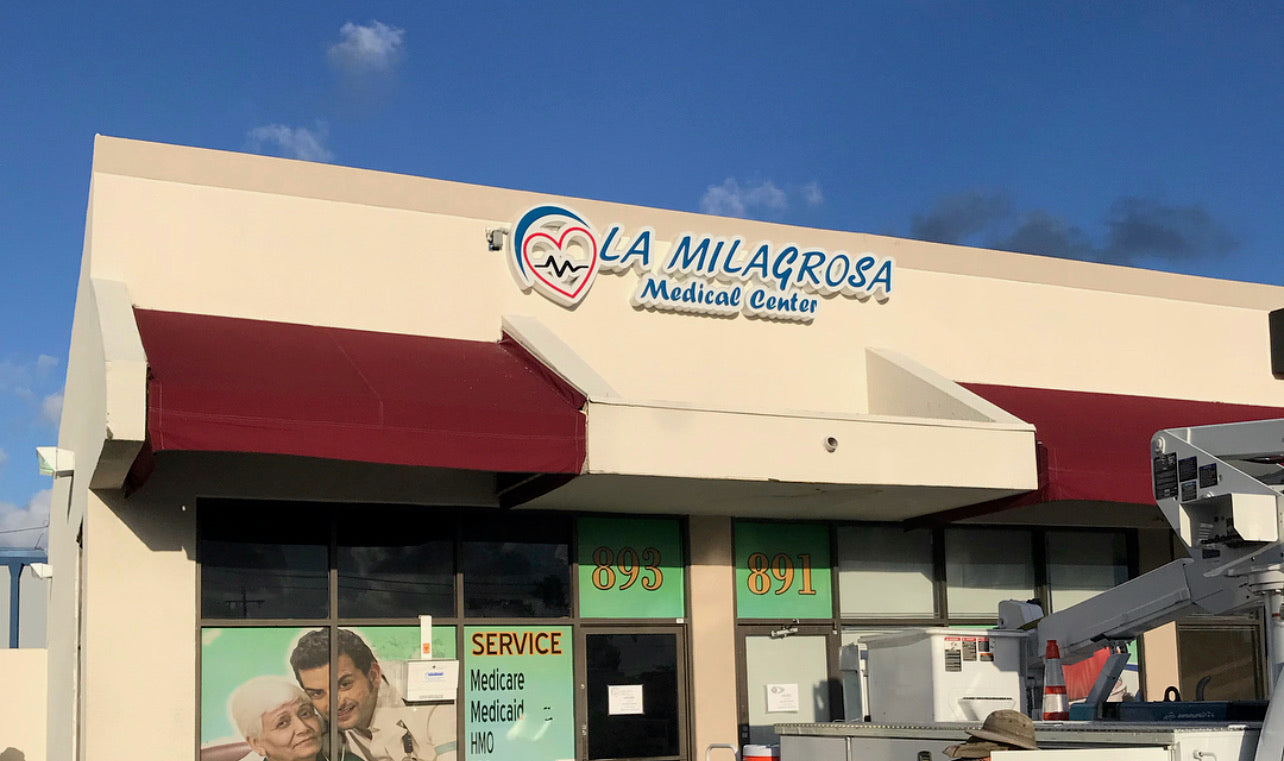 LA MILAGROSA
Medical Center
893
891
SERVICE
Medicare
Medicaid
HMO